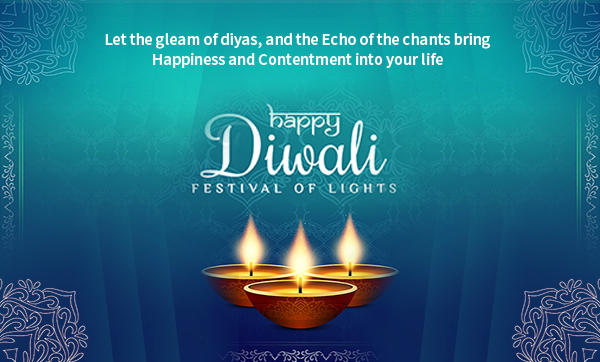 Let the gleam of diyas, and the Echo of the chants bring
Happiness and Contentment into your life
happy
Diwali
FESTIVAL OF LIGHTS